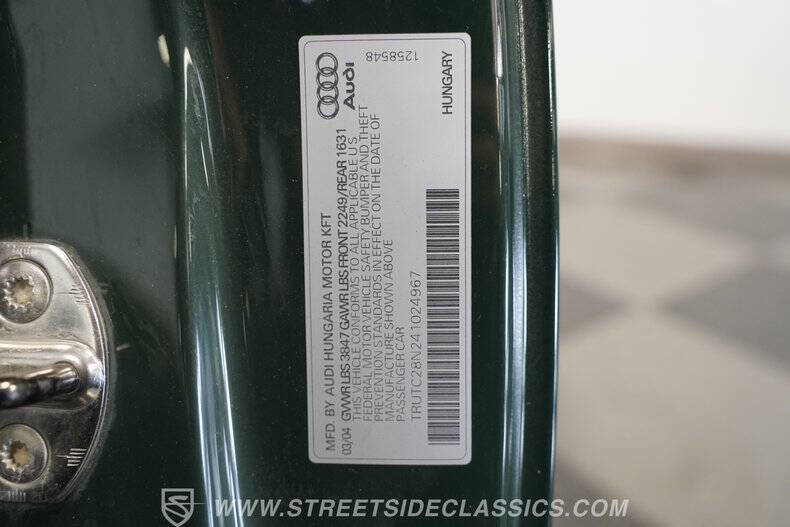 1258548
Audi
HUNGARY
MFD. BY AUDI HUNGARIA MOTOR KFT
03/04 GVWR LBS 3847 GAWR LBS FRONT 2249/REAR 1631
THIS VEHICLE CONFORMS TO ALL APPLICABLE U S
FEDERAL MOTOR VEHICLE SAFETY BUMPER AND THEFT
PREVENTION STANDARDS IN EFFECT ON THE DATE OF
MANUFACTURE SHOWN ABOVE
PASSENGER CAR
TRUTC28N241024967
WWW.STREETSIDECLASSICS.COM